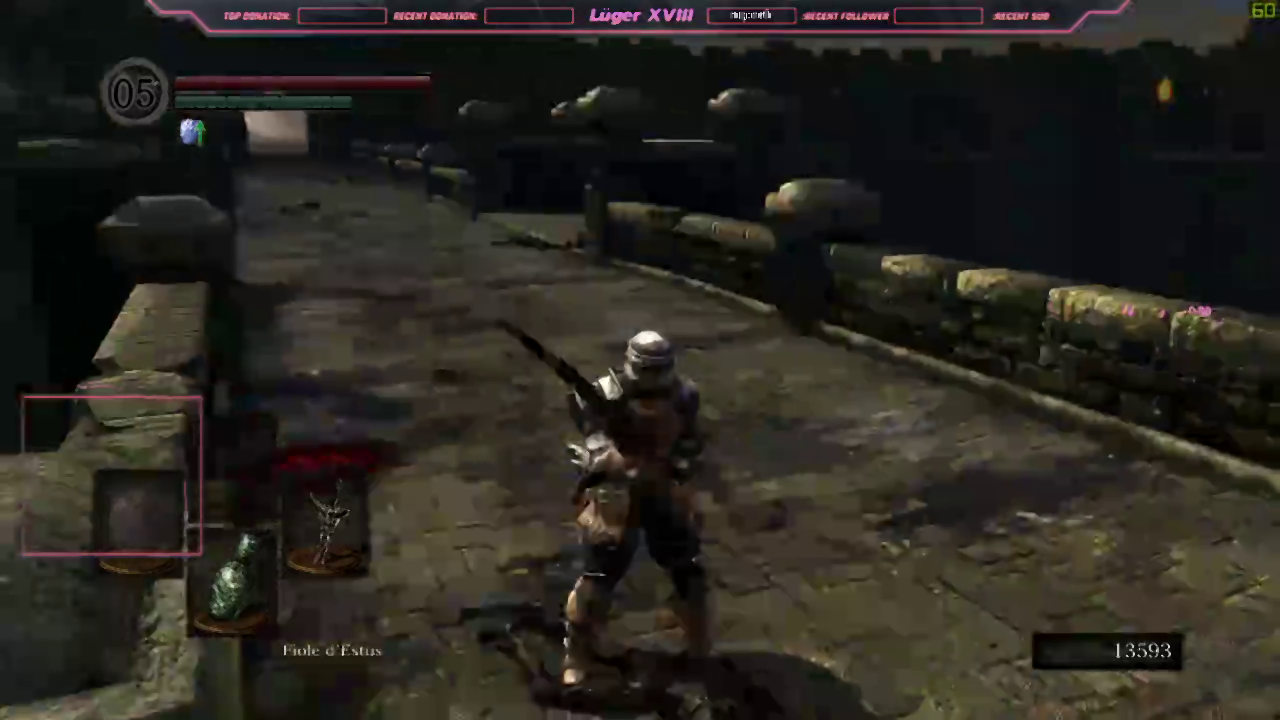 TOP DONATION: RECENT DONATION: Lüger XVIII :RECENT FOLLOWER :RECENT SUB
60
05
Fiole d'Estus
13593